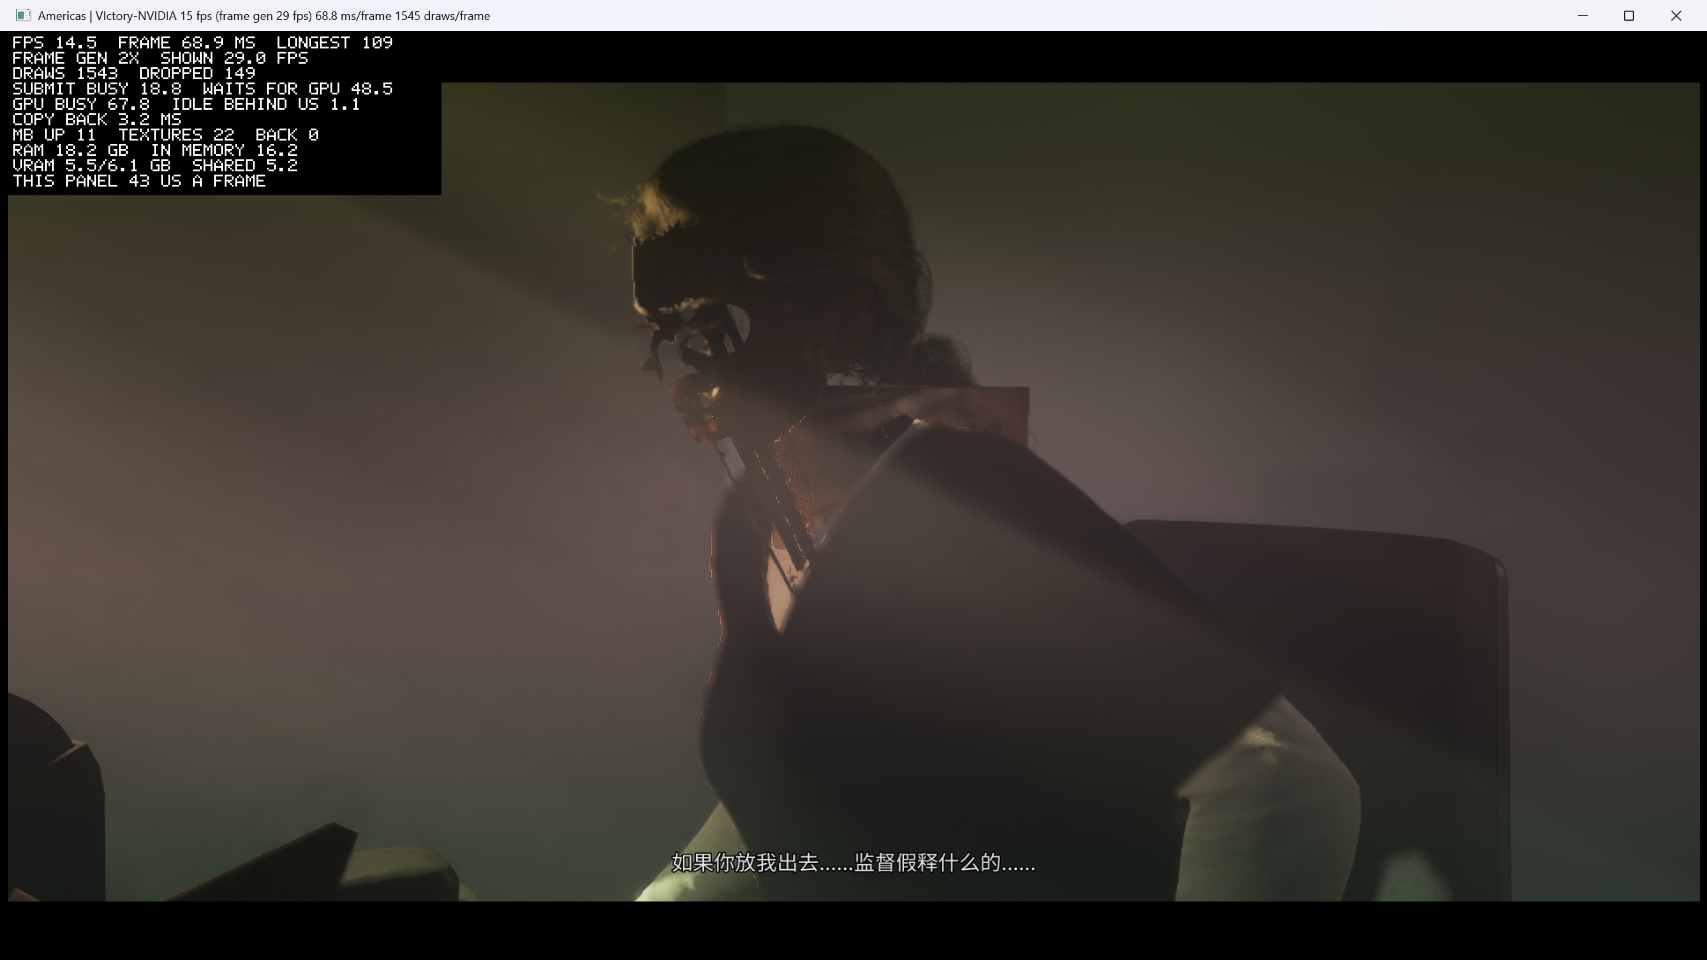 Americas | VIctory-NVIDIA 15 fps (frame gen 29 fps) 68.8 ms/frame 1545 draws/frame
FPS 14.5  FRAME 68.9 MS  LONGEST 109
FRAME GEN 2X  SHOWN 29.0 FPS
DRAWS 1543  DROPPED 149
SUBMIT BUSY 18.8  WAITS FOR GPU 48.5
GPU BUSY 67.8  IDLE BEHIND US 1.1
COPY BACK 3.2 MS
MB UP 11  TEXTURES 22  BACK 0
RAM 18.2 GB  IN MEMORY 16.2
VRAM 5.5/6.1 GB  SHARED 5.2
THIS PANEL 43 US A FRAME
如果你放我出去……监督假释什么的……